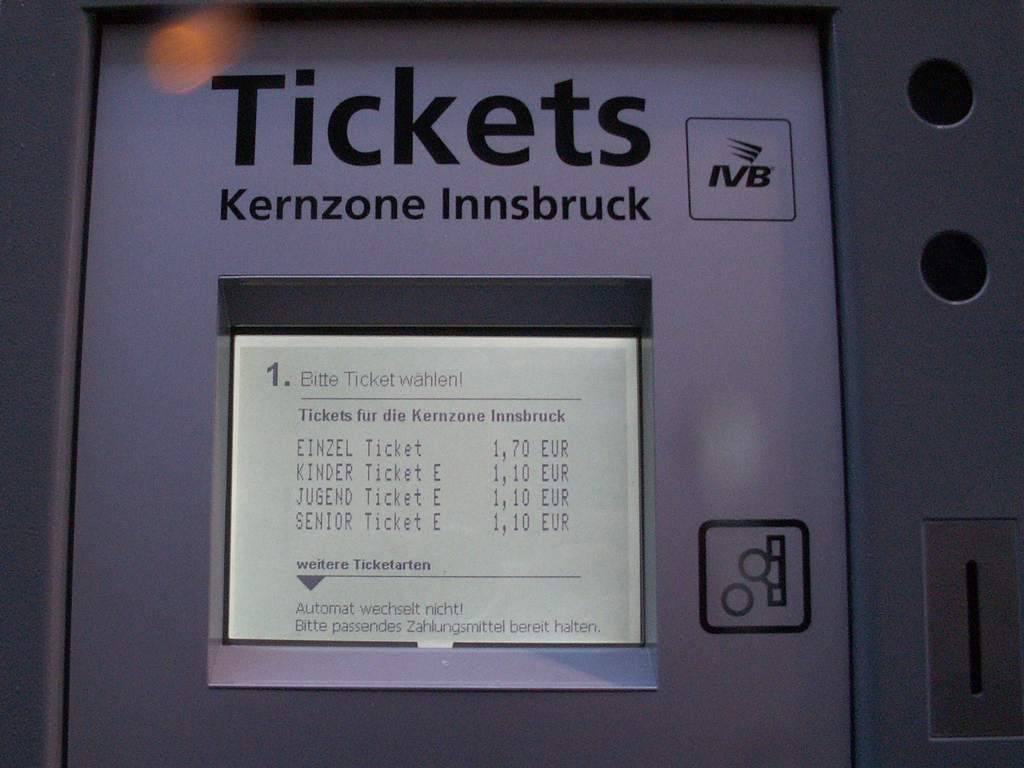 Tickets
Kernzone Innsbruck
IVB
1. Bitte Ticket wählen!
Tickets für die Kernzone Innsbruck
EINZEL Ticket 1,70 EUR
KINDER Ticket E 1,10 EUR
JUGEND Ticket E 1,10 EUR
SENIOR Ticket E 1,10 EUR
weitere Ticketarten
Automat wechselt nicht!
Bitte passendes Zahlungsmittel bereit halten.